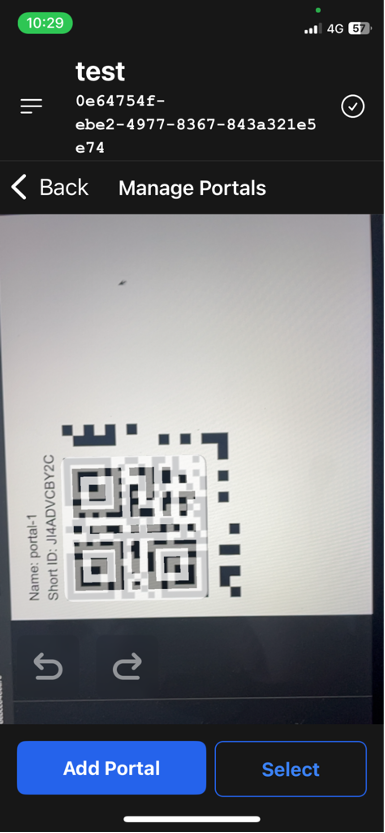 10:29
4G 57
test
0e64754f-
ebe2-4977-8367-843a321e5
e74
Back
Manage Portals
Name: portal-1
Short ID: JI4ADVCBY2C
Add Portal
Select